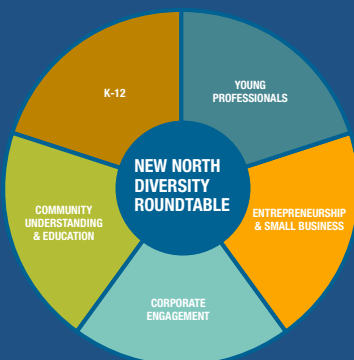 K-12
YOUNG
PROFESSIONALS
NEW NORTH
DIVERSITY
ROUNDTABLE
COMMUNITY
UNDERSTANDING
& EDUCATION
ENTREPRENEURSHIP
& SMALL BUSINESS
CORPORATE
ENGAGEMENT